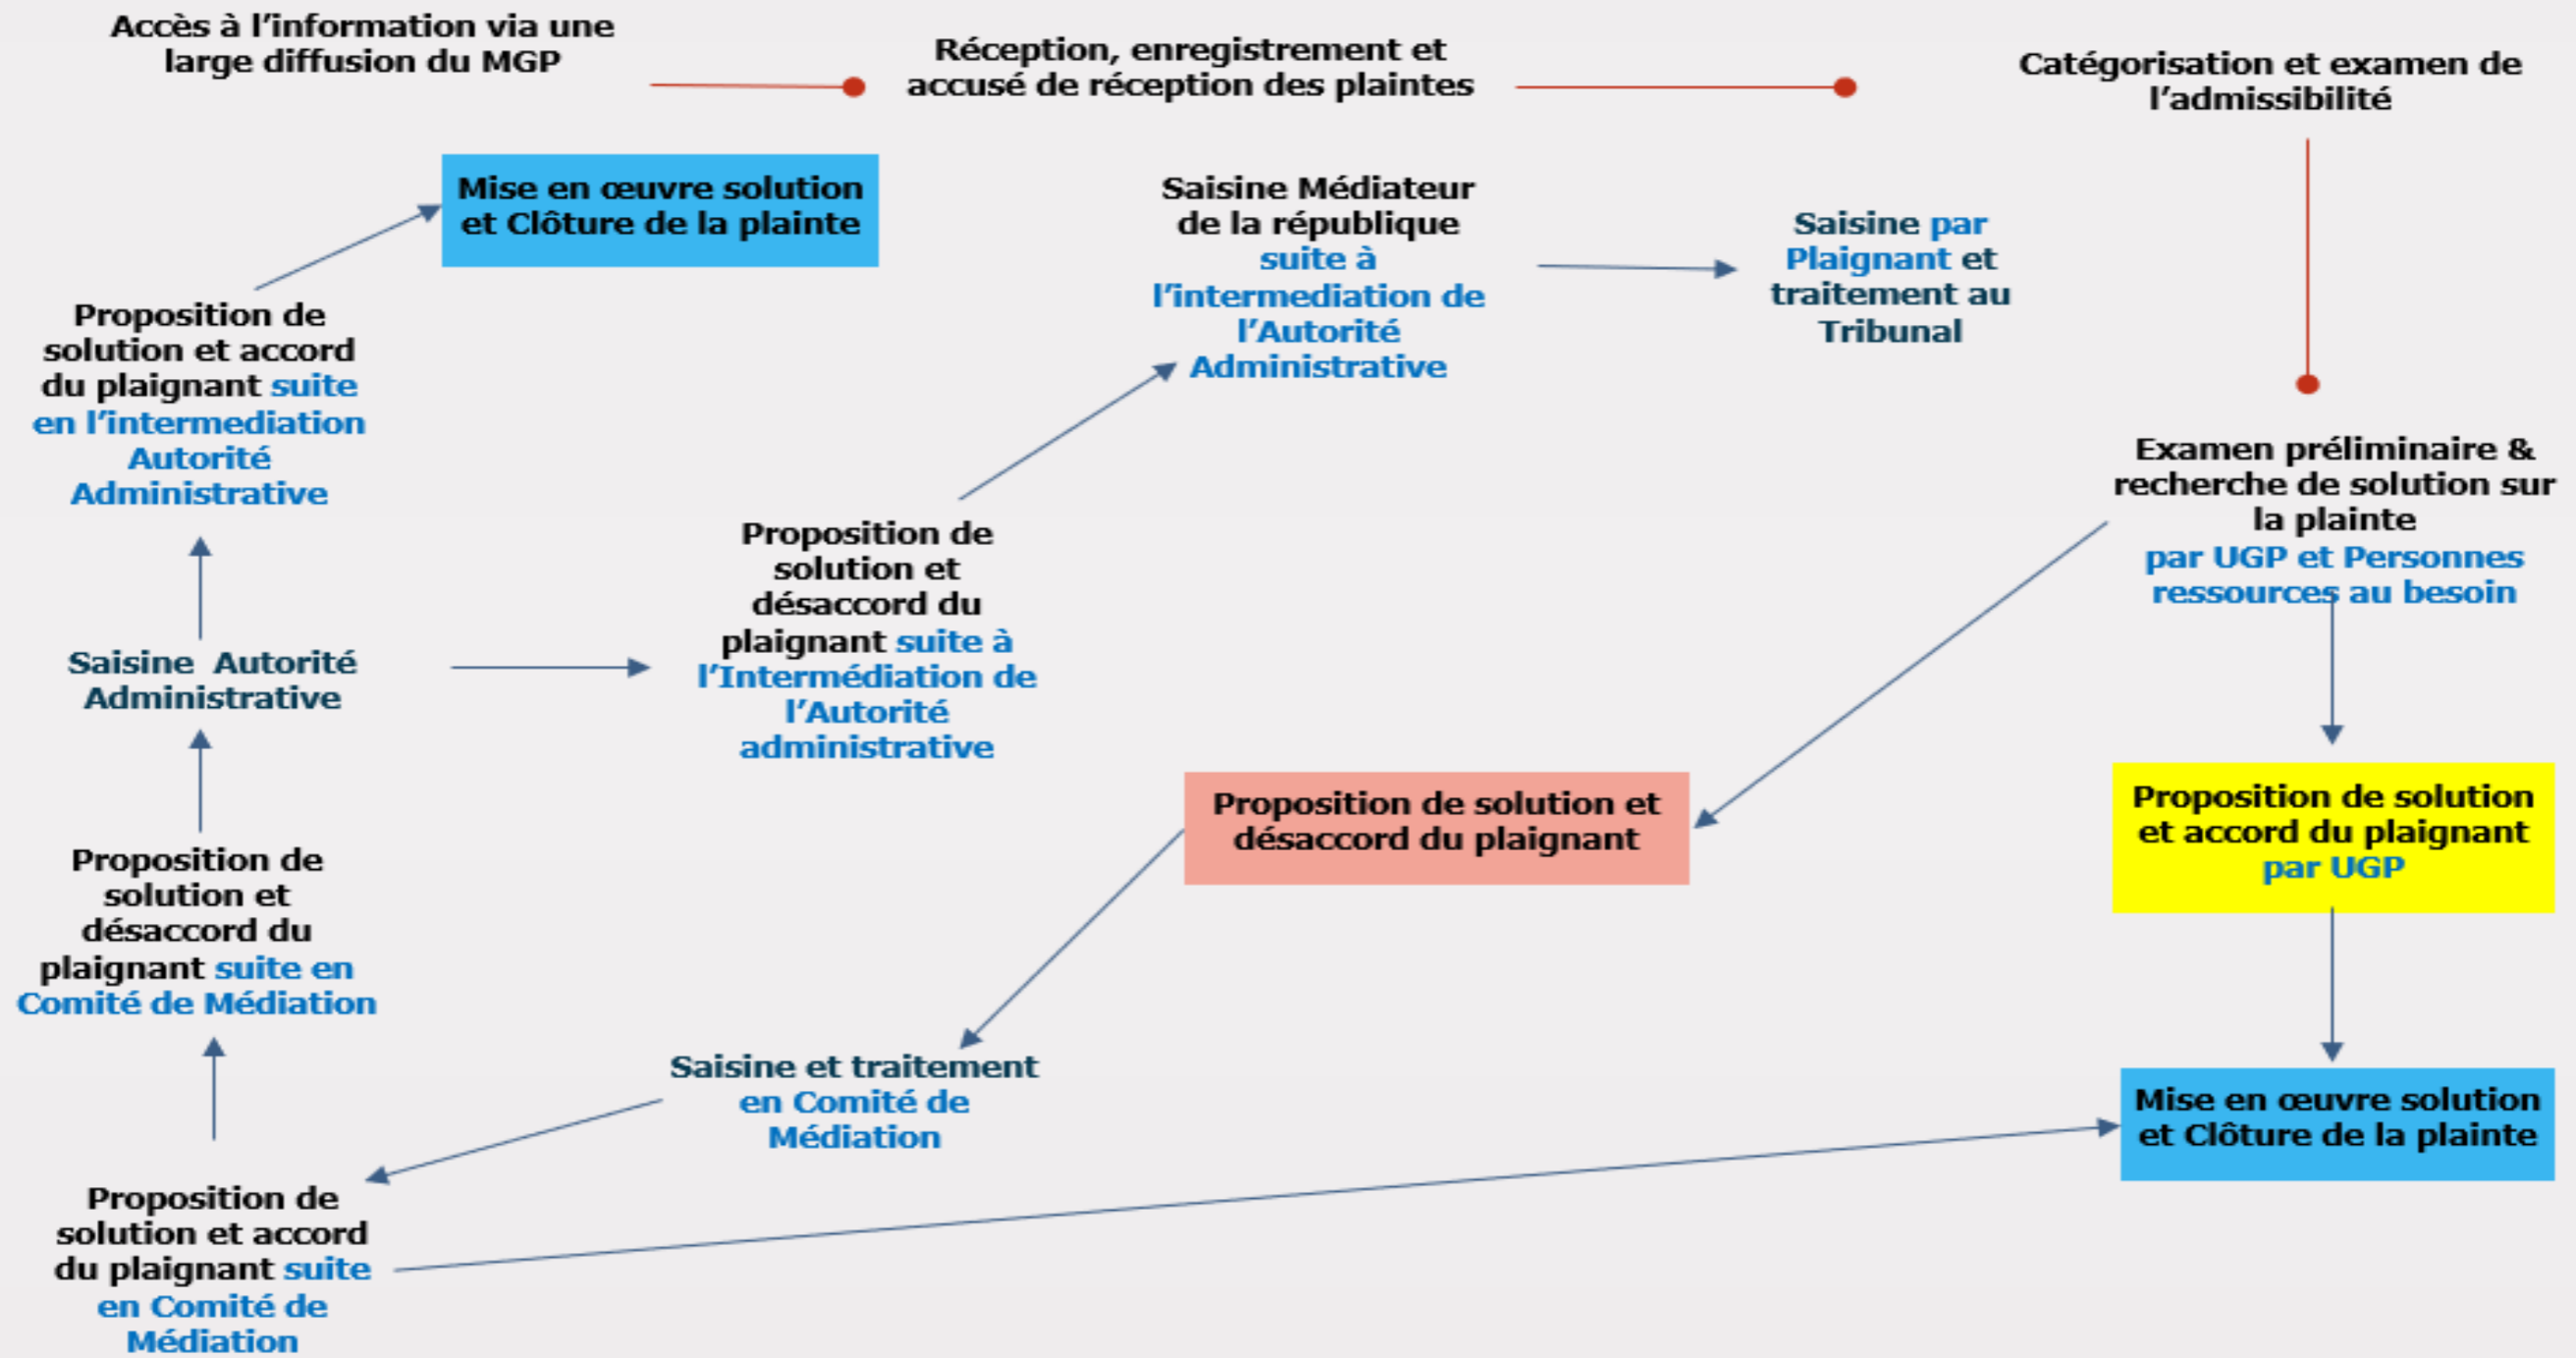 Accès à l’information via une
large diffusion du MGP
Réception, enregistrement et
accusé de réception des plaintes
Catégorisation et examen de
l’admissibilité
Mise en œuvre solution
et Clôture de la plainte
Saisine Médiateur
de la république
suite à
l’intermediation de
l’Autorité
Administrative
Saisine par
Plaignant et
traitement au
Tribunal
Proposition de
solution et accord
du plaignant suite
en l’intermediation
Autorité
Administrative
Examen préliminaire &
recherche de solution sur
la plainte
par UGP et Personnes
ressources au besoin
Proposition de
solution et
désaccord du
plaignant suite à
l’Intermédiation de
l’Autorité
administrative
Saisine Autorité
Administrative
Proposition de solution et
désaccord du plaignant
Proposition de solution
et accord du plaignant
par UGP
Proposition de
solution et
désaccord du
plaignant suite en
Comité de Médiation
Saisine et traitement
en Comité de
Médiation
Mise en œuvre solution
et Clôture de la plainte
Proposition de
solution et accord
du plaignant suite
en Comité de
Médiation